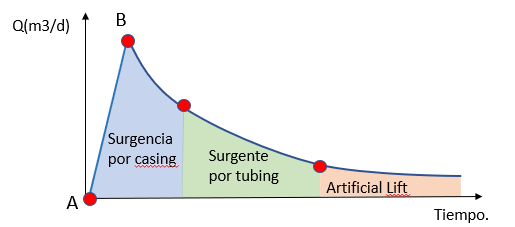 Q(m3/d)
B
Surgencia
por casing
Surgente
por tubing
Artificial Lift
A
Tiempo.